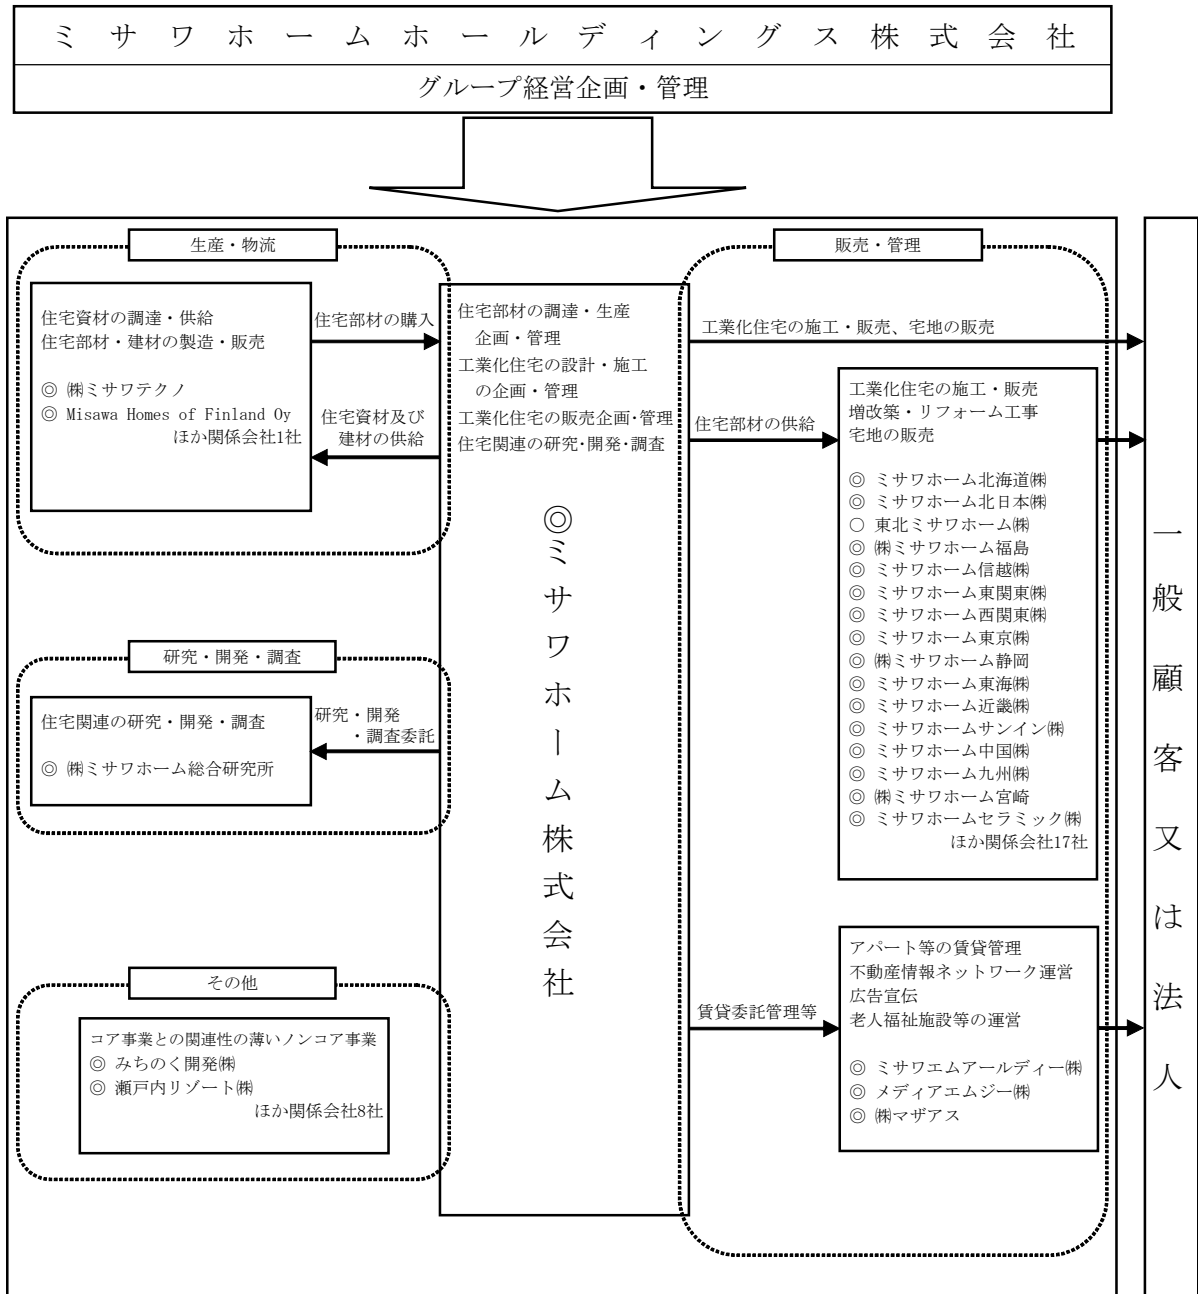 ミサワホームホールディングス株式会社
グループ経営企画・管理
生産・物流
住宅資材の調達・供給
住宅部材・建材の製造・販売
◎ ㈱ミサワテクノ
◎ Misawa Homes of Finland Oy
ほか関係会社1社
住宅部材の購入
住宅資材及び
建材の供給
研究・開発・調査
住宅関連の研究・開発・調査
◎ ㈱ミサワホーム総合研究所
研究・開発
・調査委託
その他
コア事業との関連性の薄いノンコア事業
◎ みちのく開発㈱
◎ 瀬戸内リゾート㈱
ほか関係会社8社
住宅部材の調達・生産
企画・管理
工業化住宅の設計・施工
の企画・管理
工業化住宅の販売企画・管理
住宅関連の研究・開発・調査
◎ミサワホーム株式会社
販売・管理
工業化住宅の施工・販売、宅地の販売
住宅部材の供給
工業化住宅の施工・販売
増改築・リフォーム工事
宅地の販売
◎ ミサワホーム北海道㈱
◎ ミサワホーム北日本㈱
○ 東北ミサワホーム㈱
◎ ㈱ミサワホーム福島
◎ ミサワホーム信越㈱
◎ ミサワホーム東関東㈱
◎ ミサワホーム西関東㈱
◎ ミサワホーム東京㈱
◎ ㈱ミサワホーム静岡
◎ ミサワホーム東海㈱
◎ ミサワホーム近畿㈱
◎ ミサワホームサンイン㈱
◎ ミサワホーム中国㈱
◎ ミサワホーム九州㈱
◎ ㈱ミサワホーム宮崎
◎ ミサワホームセラミック㈱
ほか関係会社17社
賃貸委託管理等
アパート等の賃貸管理
不動産情報ネットワーク運営
広告宣伝
老人福祉施設等の運営
◎ ミサワエムアールディー㈱
◎ メディアエムジー㈱
◎ ㈱マザアス
一般顧客又は法人